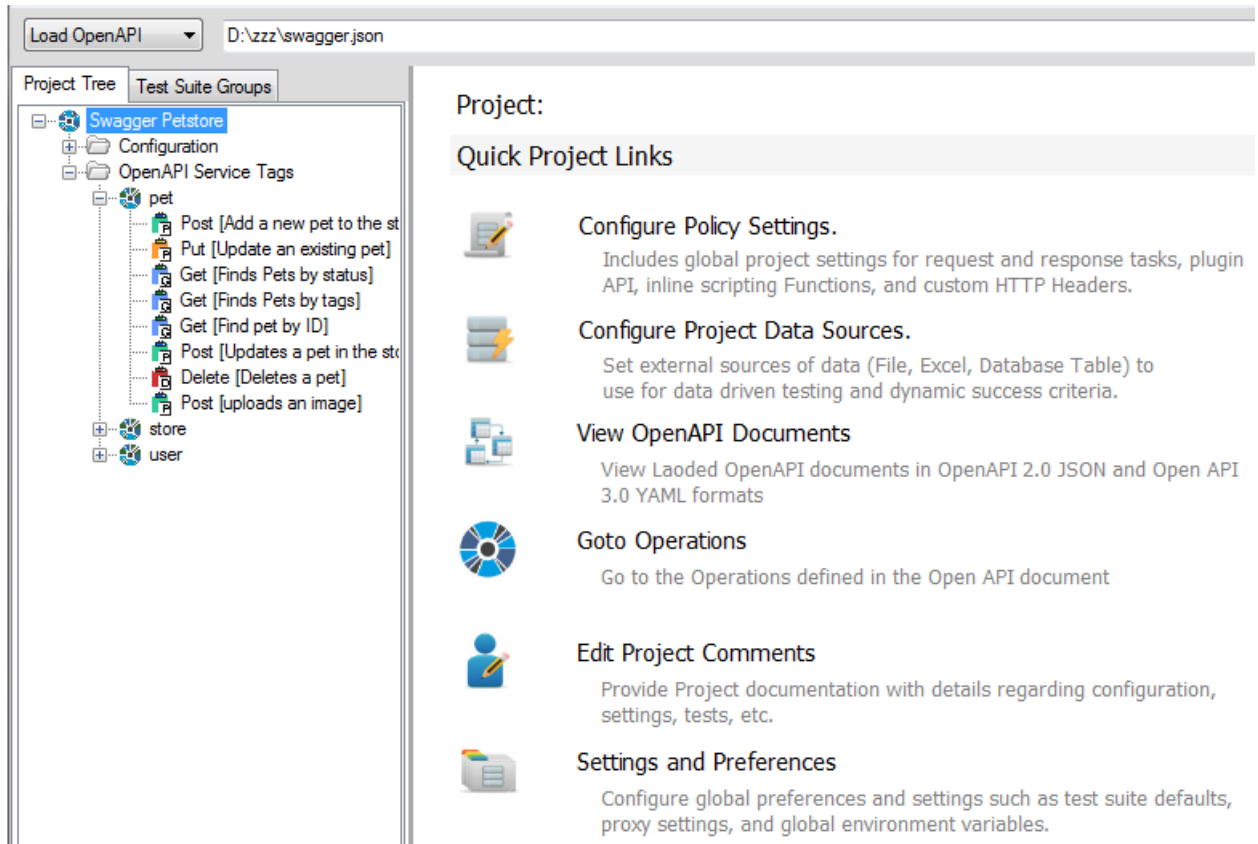 Load OpenAPI
D:\zzz\swagger.json
Project Tree
Test Suite Groups
Swagger Petstore
Configuration
OpenAPI Service Tags
pet
Post [Add a new pet to the st
Put [Update an existing pet]
Get [Finds Pets by status]
Get [Finds Pets by tags]
Get [Find pet by ID]
Post [Updates a pet in the sto
Delete [Deletes a pet]
Post [uploads an image]
store
user
Project:
Quick Project Links
Configure Policy Settings.
Includes global project settings for request and response tasks, plugin
API, inline scripting Functions, and custom HTTP Headers.
Configure Project Data Sources.
Set external sources of data (File, Excel, Database Table) to
use for data driven testing and dynamic success criteria.
View OpenAPI Documents
View Laoded OpenAPI documents in OpenAPI 2.0 JSON and Open API
3.0 YAML formats
Goto Operations
Go to the Operations defined in the Open API document
Edit Project Comments
Provide Project documentation with details regarding configuration,
settings, tests, etc.
Settings and Preferences
Configure global preferences and settings such as test suite defaults,
proxy settings, and global environment variables.